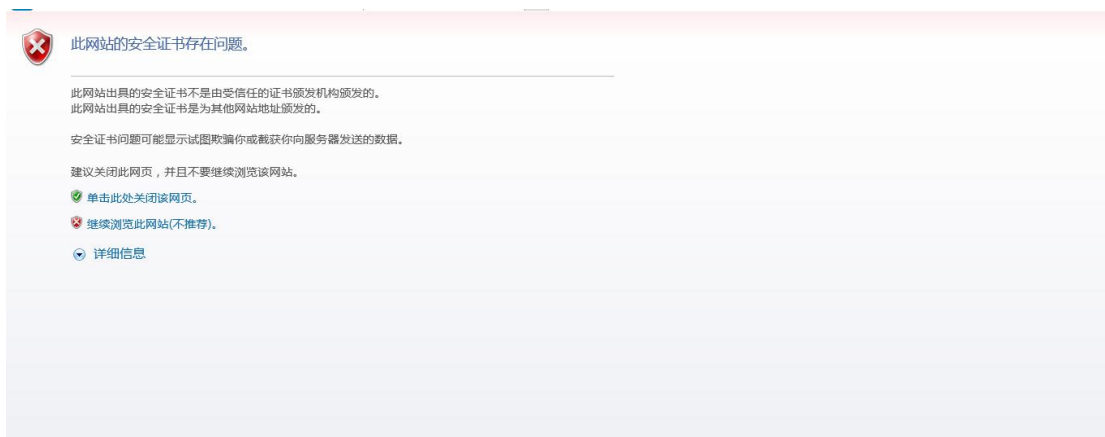 此网站的安全证书存在问题。
此网站出具的安全证书不是由受信任的证书颁发机构颁发的。
此网站出具的安全证书是为其他网站地址颁发的。
安全证书问题可能显示试图欺骗你或截获你向服务器发送的数据。
建议关闭此网页，并且不要继续浏览该网站。
单击此处关闭该网页。
继续浏览此网站(不推荐)。
详细信息